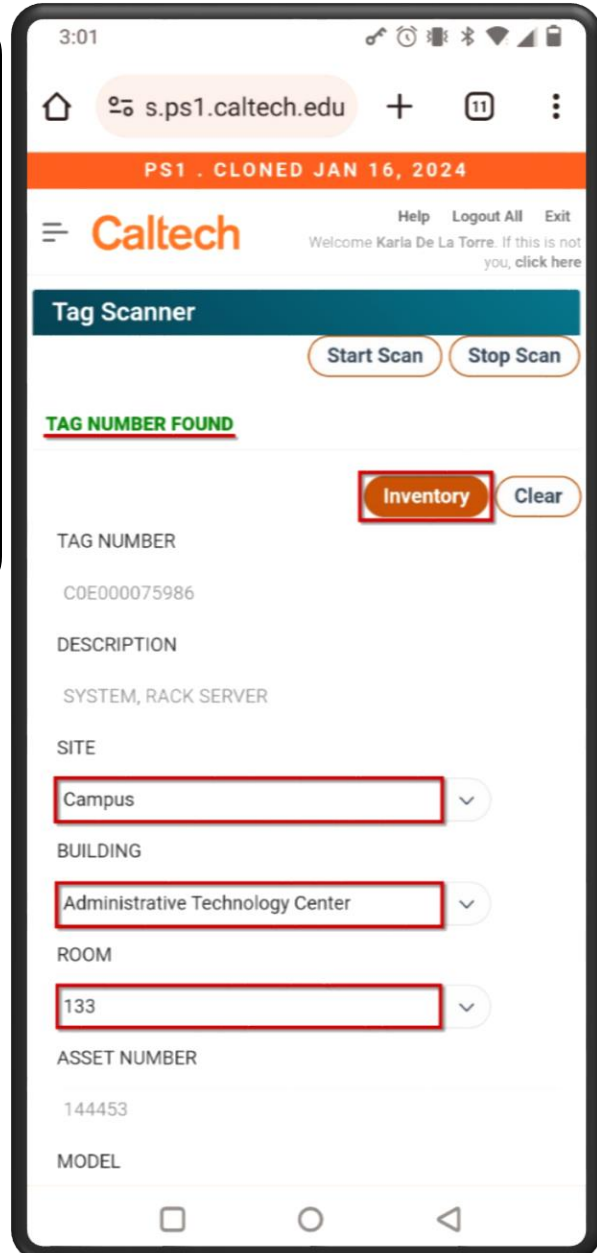 3:01
s.ps1.caltech.edu
11
PS1 . CLONED JAN 16, 2024
Caltech
Help Logout All Exit
Welcome Karla De La Torre. If this is not
you, click here
Tag Scanner
Start Scan Stop Scan
TAG NUMBER FOUND
Inventory Clear
TAG NUMBER
C0E000075986
DESCRIPTION
SYSTEM, RACK SERVER
SITE
Campus
BUILDING
Administrative Technology Center
ROOM
133
ASSET NUMBER
144453
MODEL